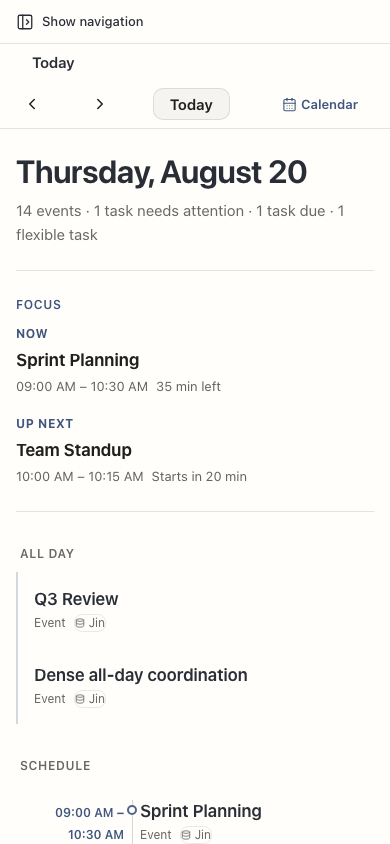 Show navigation
Today
Today
Calendar
Thursday, August 20
14 events · 1 task needs attention · 1 task due · 1
flexible task
FOCUS
NOW
Sprint Planning
09:00 AM – 10:30 AM 35 min left
UP NEXT
Team Standup
10:00 AM – 10:15 AM Starts in 20 min
ALL DAY
Q3 Review
Event Jin
Dense all-day coordination
Event Jin
SCHEDULE
09:00 AM – Sprint Planning
10:30 AM Event Jin